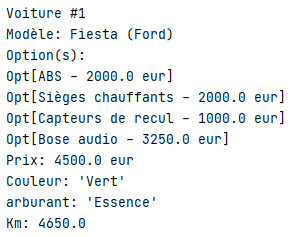 Voiture #1
Modèle: Fiesta (Ford)
Option(s):
Opt[ABS – 2000.0 eur]
Opt[Sièges chauffants – 2000.0 eur]
Opt[Capteurs de recul – 1000.0 eur]
Opt[Bose audio – 3250.0 eur]
Prix: 4500.0 eur
Couleur: 'Vert'
arburant: 'Essence'
Km: 4650.0